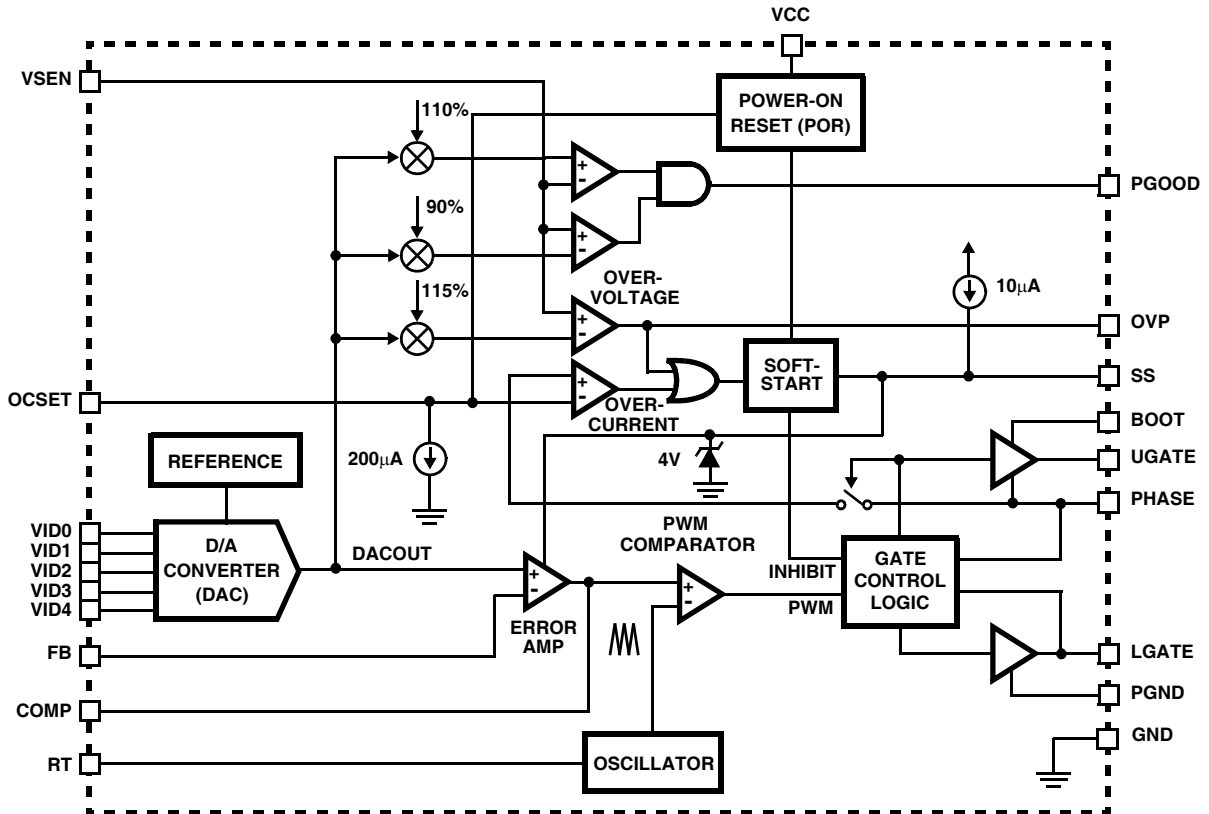 VCC
VSEN
POWER-ON
RESET (POR)
110%
+
-
PGOOD
90%
+
-
OVER-
VOLTAGE
115%
10µA
+
-
OVP
SOFT-
START
SS
OCSET
+
-
OVER-
CURRENT
BOOT
REFERENCE
200µA
4V
UGATE
PHASE
VID0
VID1
VID2
VID3
VID4
D/A
CONVERTER
(DAC)
DACOUT
PWM
COMPARATOR
+
-
ERROR
AMP
+
-
INHIBIT
PWM
GATE
CONTROL
LOGIC
FB
LGATE
COMP
PGND
RT
OSCILLATOR
GND